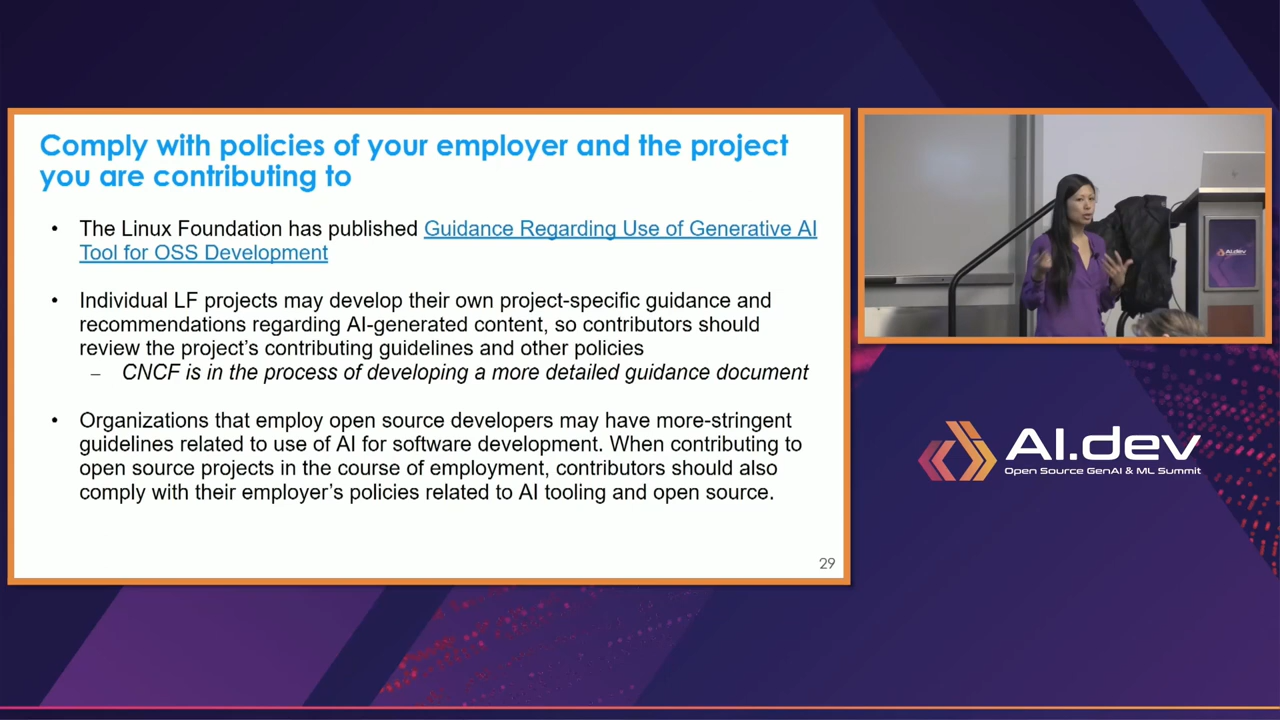 Comply with policies of your employer and the project
you are contributing to
• The Linux Foundation has published Guidance Regarding Use of Generative AI
Tool for OSS Development
• Individual LF projects may develop their own project-specific guidance and
recommendations regarding AI-generated content, so contributors should
review the project's contributing guidelines and other policies
– CNCF is in the process of developing a more detailed guidance document
• Organizations that employ open source developers may have more-stringent
guidelines related to use of AI for software development. When contributing to
open source projects in the course of employment, contributors should also
comply with their employer's policies related to AI tooling and open source.
29
AI.dev
AI.dev
Open Source GenAI & ML Summit